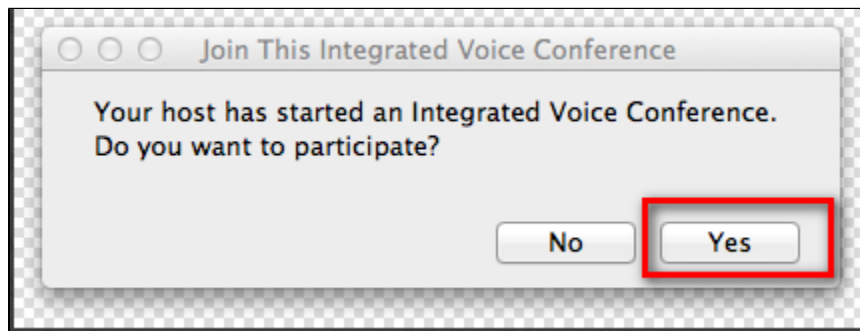 Join This Integrated Voice Conference
Your host has started an Integrated Voice Conference.
Do you want to participate?
No
Yes